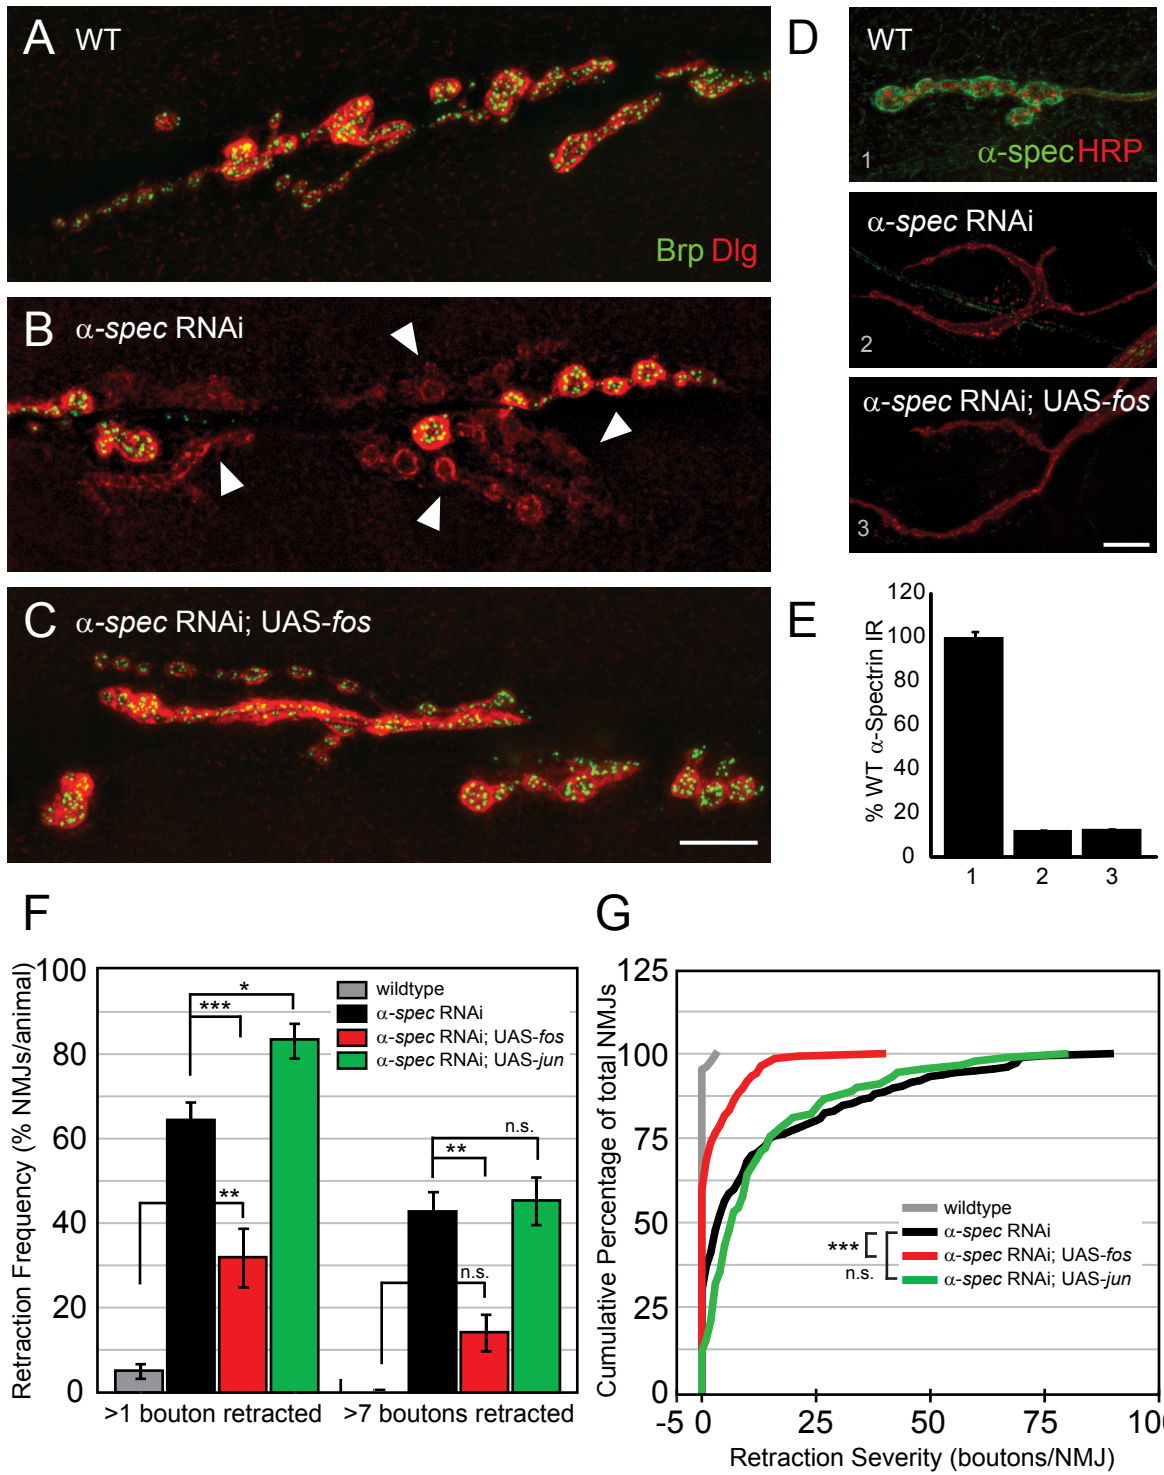 A WT
Brp Dlg
B α-spec RNAi
C α-spec RNAi; UAS-fos
D WT
α-spec HRP
1
α-spec RNAi
2
α-spec RNAi; UAS-fos
3
E
% WT α-Spectrin IR
120
100
80
60
40
20
0
1 2 3
F
Retraction Frequency (% NMJs/animal)
100
80
60
40
20
0
wildtype
α-spec RNAi
α-spec RNAi; UAS-fos
α-spec RNAi; UAS-jun
*
***
**
n.s.
**
n.s.
>1 bouton retracted >7 boutons retracted
G
Cumulative Percentage of total NMJs
125
100
75
50
25
0
wildtype
α-spec RNAi
α-spec RNAi; UAS-fos
α-spec RNAi; UAS-jun
***
n.s.
-5 0 25 50 75 100
Retraction Severity (boutons/NMJ)